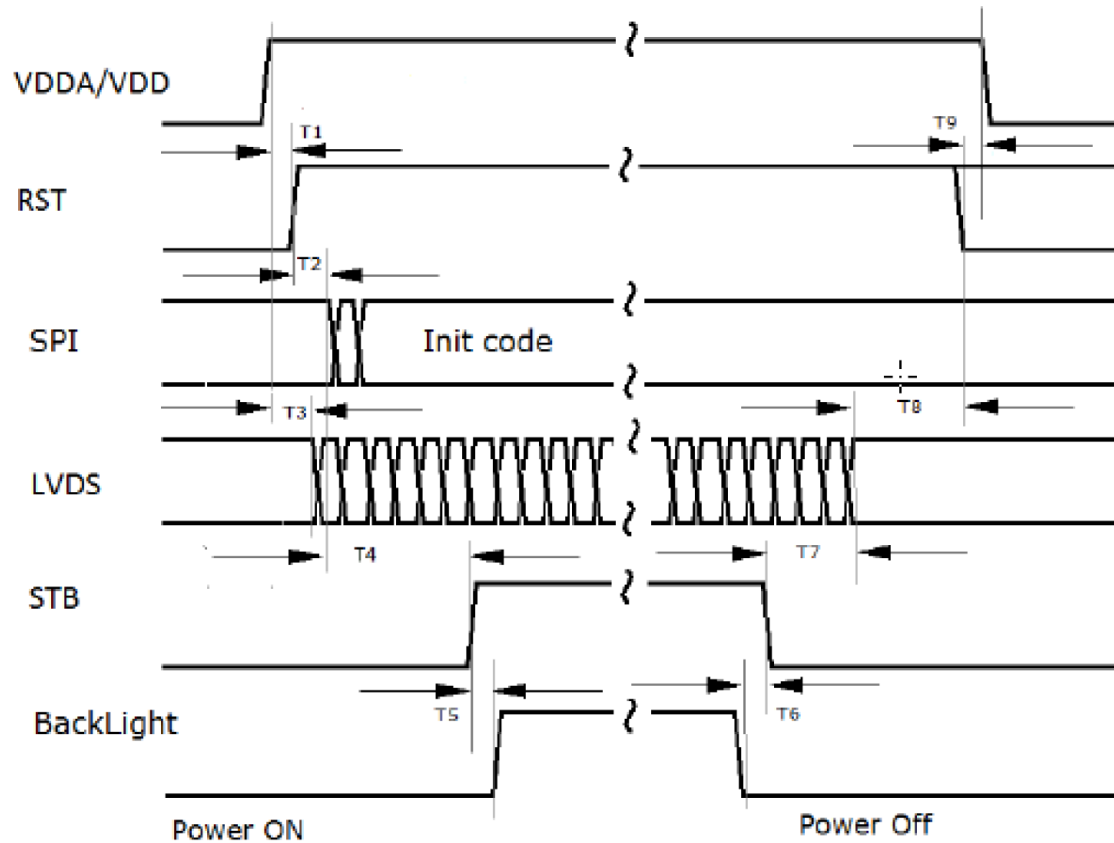 VDDA/VDD
T1
T9
RST
T2
SPI
Init code
T3
T8
LVDS
T4
T7
STB
T5
T6
BackLight
Power ON
Power Off